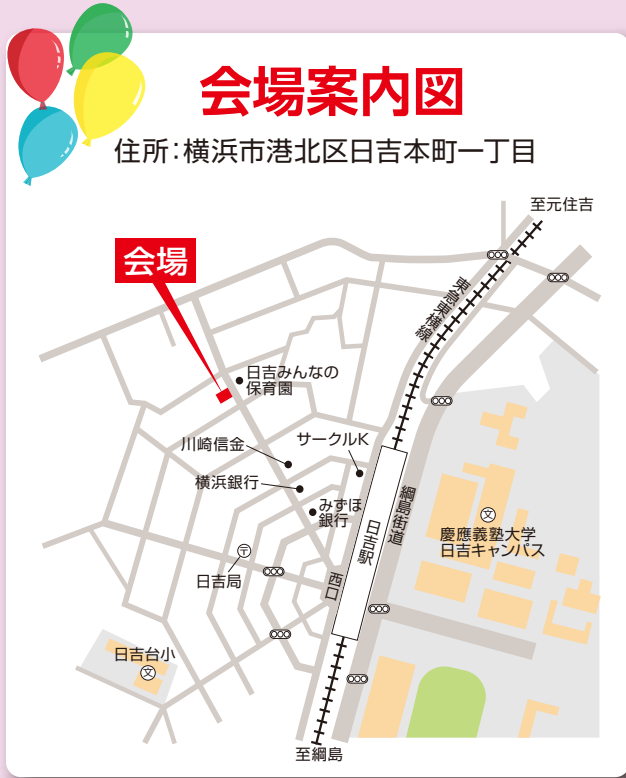 会場案内図
住所:横浜市港北区日吉本町一丁目
至元住吉
会場
東急東横線
日吉みんなの
保育園
川崎信金
サークルK
横浜銀行
みずほ
銀行
綱島街道
日吉駅
文
慶應義塾大学
日吉キャンパス
〒
日吉局
西口
日吉台小
文
至綱島